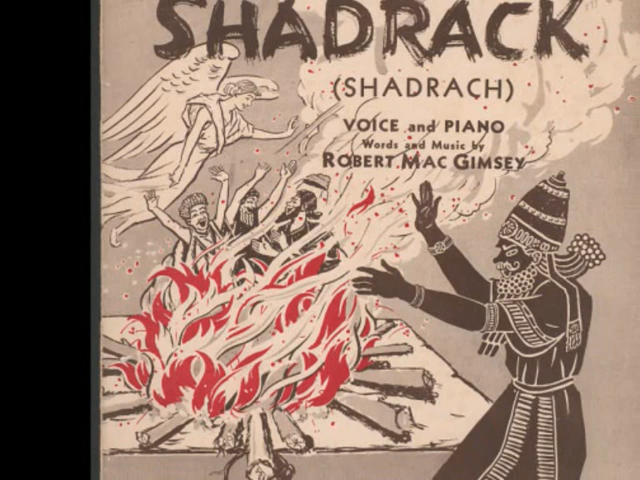 SHADRACK
(SHADRACH)
VOICE and PIANO
Words and Music by
ROBERT MAC GIMSEY